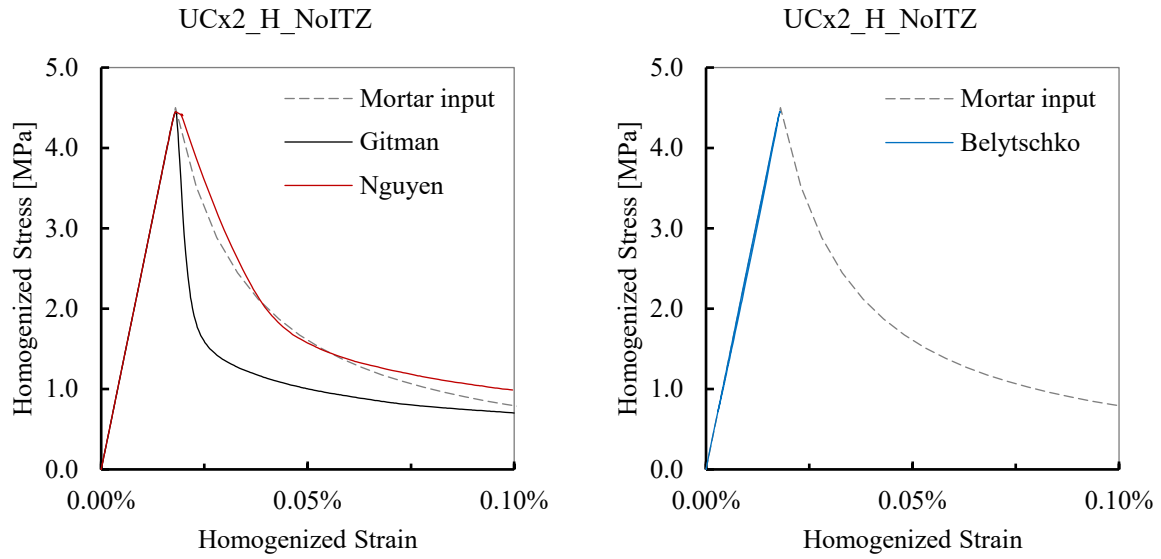 UCx2_H_NoITZ
5.0
4.0
3.0
2.0
1.0
0.0
Homogenized Stress [MPa]
Mortar input
Gitman
Nguyen
0.00%
0.05%
0.10%
Homogenized Strain
UCx2_H_NoITZ
5.0
4.0
3.0
2.0
1.0
0.0
Homogenized Stress [MPa]
Mortar input
Belytschko
0.00%
0.05%
0.10%
Homogenized Strain